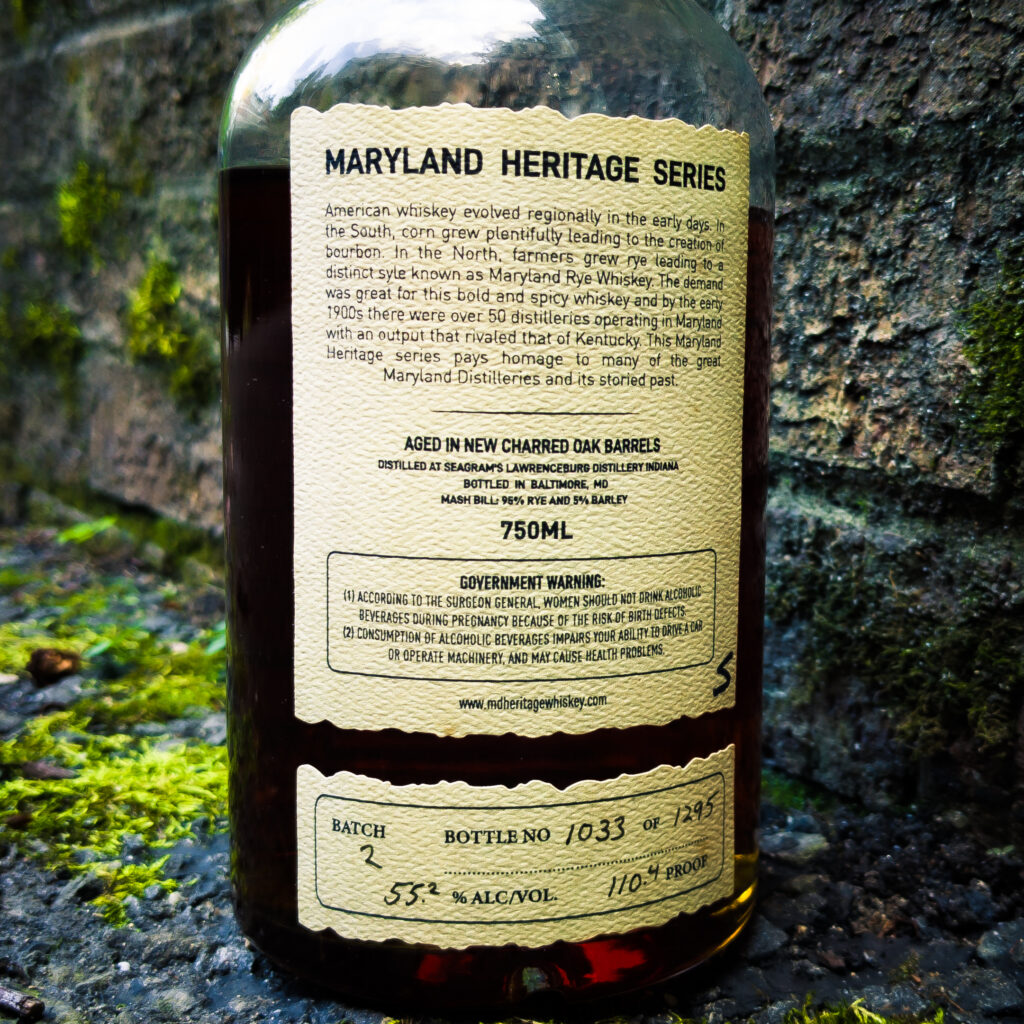 MARYLAND HERITAGE SERIES
American whiskey evolved regionally in the early days. In
the South, corn grew plentifully leading to the creation of
bourbon. In the North, farmers grew rye leading to a
distinct syle known as Maryland Rye Whiskey. The demand
was great for this bold and spicy whiskey and by the early
1900s there were over 50 distilleries operating in Maryland
with an output that rivaled that of Kentucky. This Maryland
Heritage series pays homage to many of the great
Maryland Distilleries and its storied past.
AGED IN NEW CHARRED OAK BARRELS
DISTILLED AT SEAGRAM'S LAWRENCEBURG DISTILLERY INDIANA
BOTTLED IN BALTIMORE, MD
MASH BILL: 95% RYE AND 5% BARLEY
750ML
GOVERNMENT WARNING:
(1) ACCORDING TO THE SURGEON GENERAL, WOMEN SHOULD NOT DRINK ALCOHOLIC
BEVERAGES DURING PREGNANCY BECAUSE OF THE RISK OF BIRTH DEFECTS.
(2) CONSUMPTION OF ALCOHOLIC BEVERAGES IMPAIRS YOUR ABILITY TO DRIVE A CAR
OR OPERATE MACHINERY, AND MAY CAUSE HEALTH PROBLEMS.
5
www.mdheritagewhiskey.com
BATCH 2
BOTTLE NO 1033 OF 1295
55.2 % ALC/VOL. 110.4 PROOF